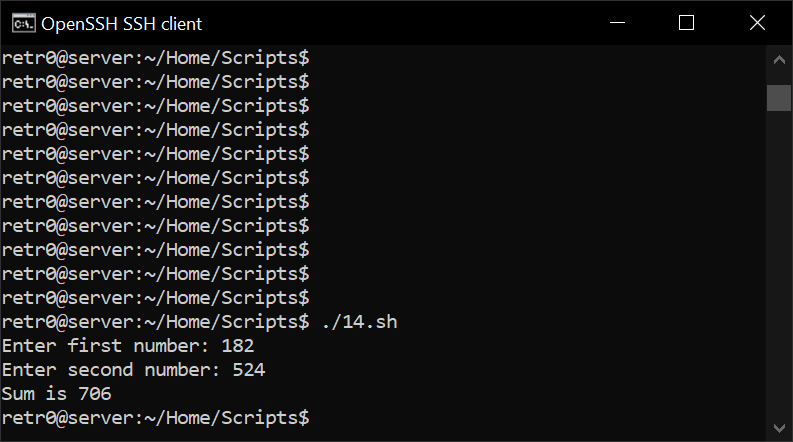 OpenSSH SSH client
retr0@server:~/Home/Scripts$
retr0@server:~/Home/Scripts$
retr0@server:~/Home/Scripts$
retr0@server:~/Home/Scripts$
retr0@server:~/Home/Scripts$
retr0@server:~/Home/Scripts$
retr0@server:~/Home/Scripts$
retr0@server:~/Home/Scripts$
retr0@server:~/Home/Scripts$
retr0@server:~/Home/Scripts$
retr0@server:~/Home/Scripts$
retr0@server:~/Home/Scripts$ ./14.sh
Enter first number: 182
Enter second number: 524
Sum is 706
retr0@server:~/Home/Scripts$